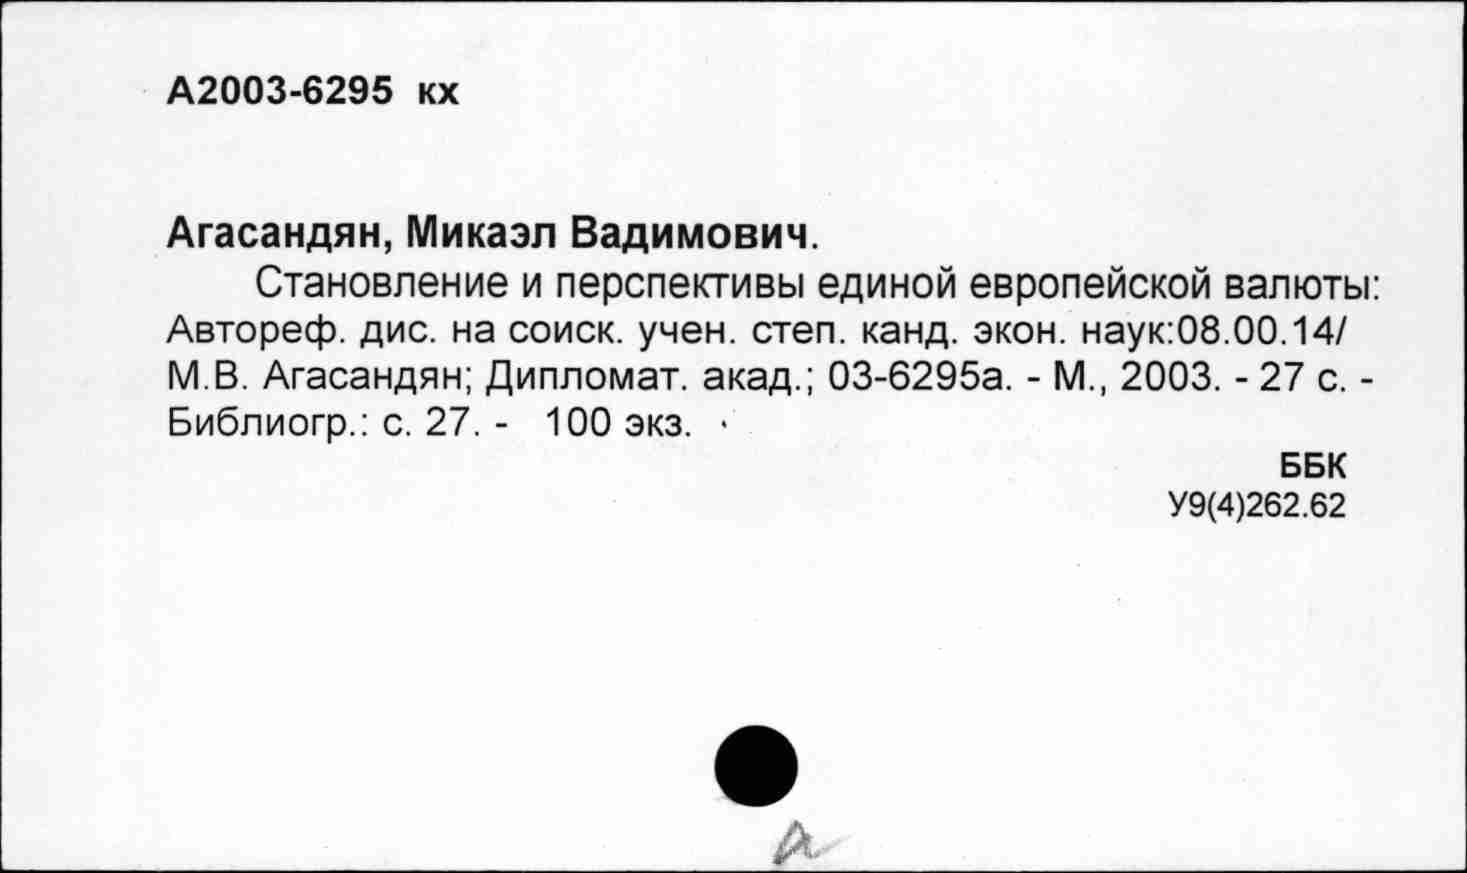 А2003-6295 кх
Агасандян, Микаэл Вадимович.
Становление и перспективы единой европейской валюты:
Автореф. дис. на соиск. учен. степ. канд. экон. наук:08.00.14/
М.В. Агасандян; Дипломат. акад.; 03-6295а. - М., 2003. - 27 с. -
Библиогр.: с. 27. - 100 экз.
ББК
У9(4)262.62
а